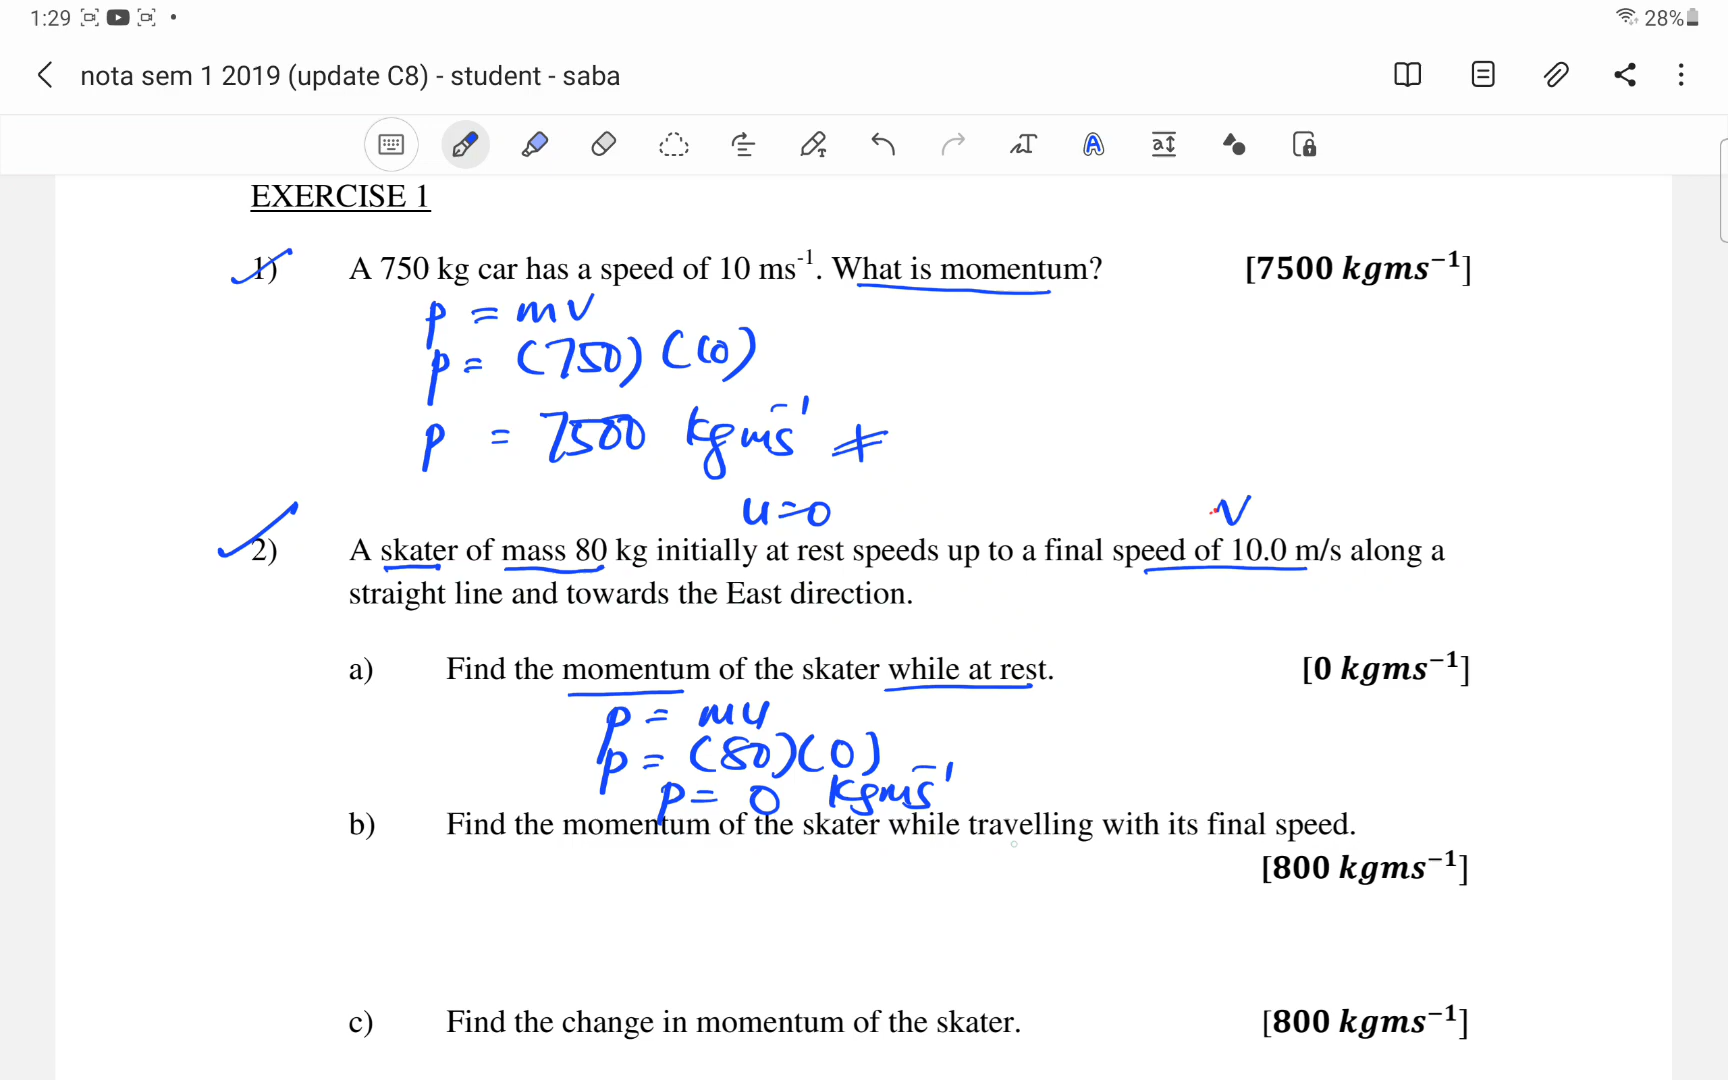 1:29
28%
nota sem 1 2019 (update C8) - student - saba
EXERCISE 1
1) A 750 kg car has a speed of 10 ms⁻¹. What is momentum? [7500 kgms⁻¹]
p = mv
p = (750)(10)
p = 7500 kgms⁻¹
u=0 v
2) A skater of mass 80 kg initially at rest speeds up to a final speed of 10.0 m/s along a
straight line and towards the East direction.
a) Find the momentum of the skater while at rest. [0 kgms⁻¹]
p = mu
p = (80)(0)
p = 0 kgms⁻¹
b) Find the momentum of the skater while travelling with its final speed.
[800 kgms⁻¹]
c) Find the change in momentum of the skater. [800 kgms⁻¹]